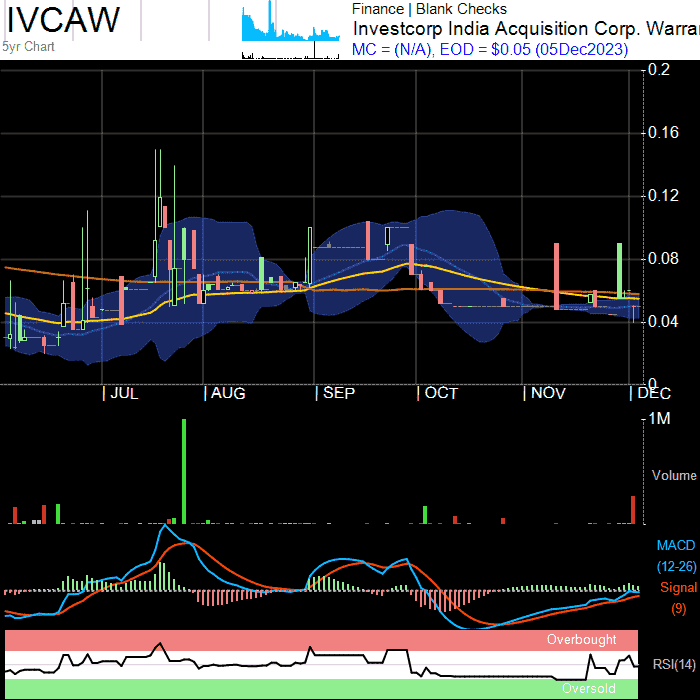 IVCAW
5yr Chart
Finance | Blank Checks
Investcorp India Acquisition Corp. Warra
MC = (N/A), EOD = $0.05 (05Dec2023)
0.2
0.16
0.12
0.08
0.04
0
JUL
AUG
SEP
OCT
NOV
DEC
1M
Volume
MACD
(12-26)
Signal
(9)
Overbought
RSI(14)
Oversold